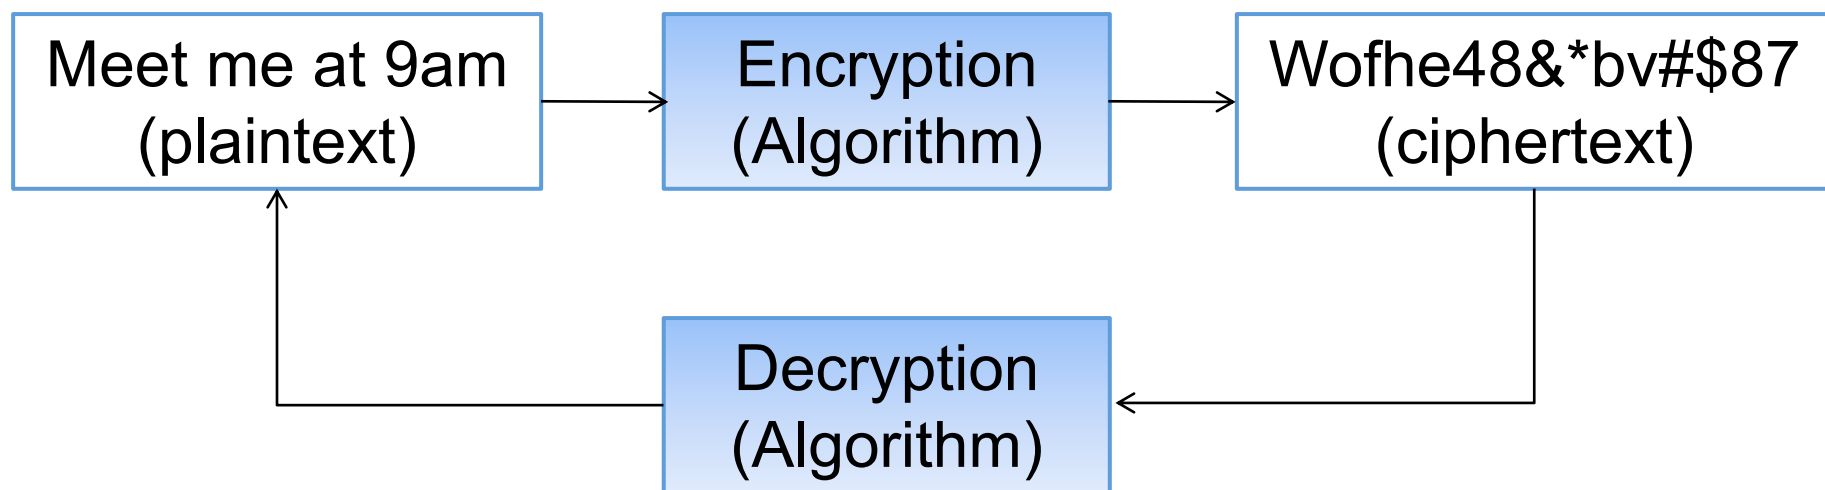 Meet me at 9am
(plaintext)
Encryption
(Algorithm)
Wofhe48&*bv#$87
(ciphertext)
Decryption
(Algorithm)